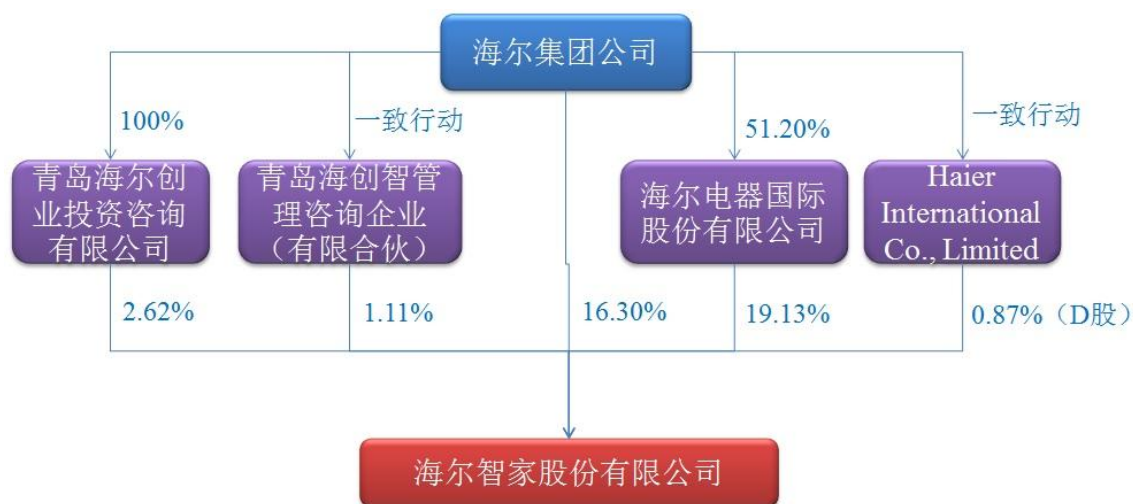 海尔集团公司
100%
一致行动
51.20%
一致行动
青岛海尔创
业投资咨询
有限公司
青岛海创智管
理咨询企业
（有限合伙）
海尔电器国际
股份有限公司
Haier
International
Co., Limited
2.62%
1.11%
16.30%
19.13%
0.87%（D股）
海尔智家股份有限公司